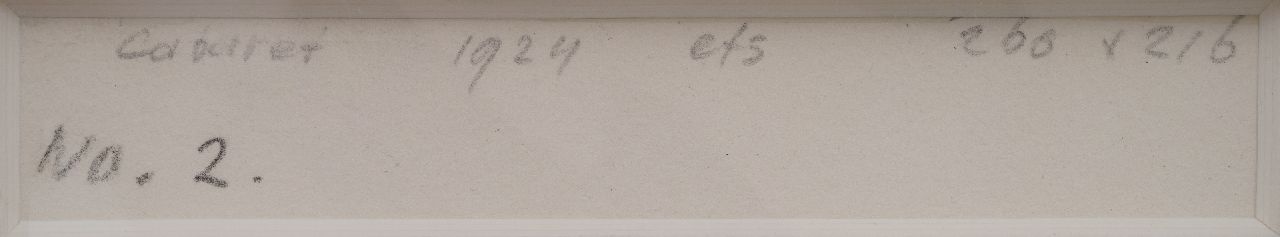 Cabaret 1924 ets 260 x 216
No. 2.